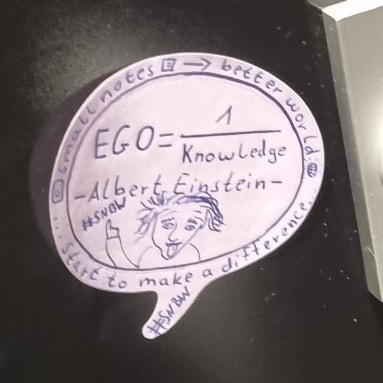 small notes → better world
EGO = 1
Knowledge
-Albert Einstein-
#SNBW
... Start to make a difference...
#SNBW